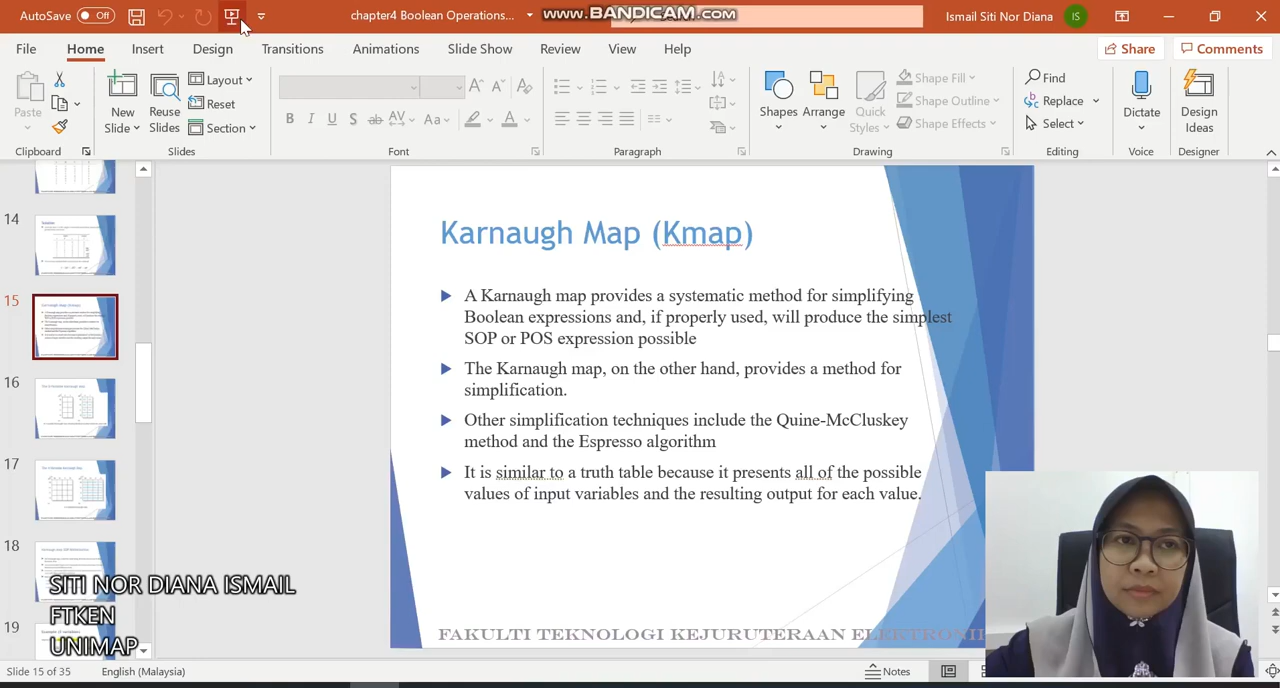 AutoSave Off
chapter4 Boolean Operations...
www.BANDICAM.com
Ismail Siti Nor Diana IS
File Home Insert Design Transitions Animations Slide Show Review View Help
Share Comments
Paste
Clipboard
New Slide
Reuse Slides
Layout
Reset
Section
Slides
B I U S ab AV Aa A
Font
Paragraph
Shapes
Arrange
Quick Styles
Shape Fill
Shape Outline
Shape Effects
Drawing
Find
Replace
Select
Editing
Dictate
Voice
Design Ideas
Designer
14
15
16
17
18
19
Karnaugh Map (Kmap)
A Karnaugh map provides a systematic method for simplifying
Boolean expressions and, if properly used, will produce the simplest
SOP or POS expression possible
The Karnaugh map, on the other hand, provides a method for
simplification.
Other simplification techniques include the Quine-McCluskey
method and the Espresso algorithm
It is similar to a truth table because it presents all of the possible
values of input variables and the resulting output for each value.
FAKULTI TEKNOLOGI KEJURUTERAAN
SITI NOR DIANA ISMAIL
FTKEN
UNIMAP
Slide 15 of 35 English (Malaysia) Notes